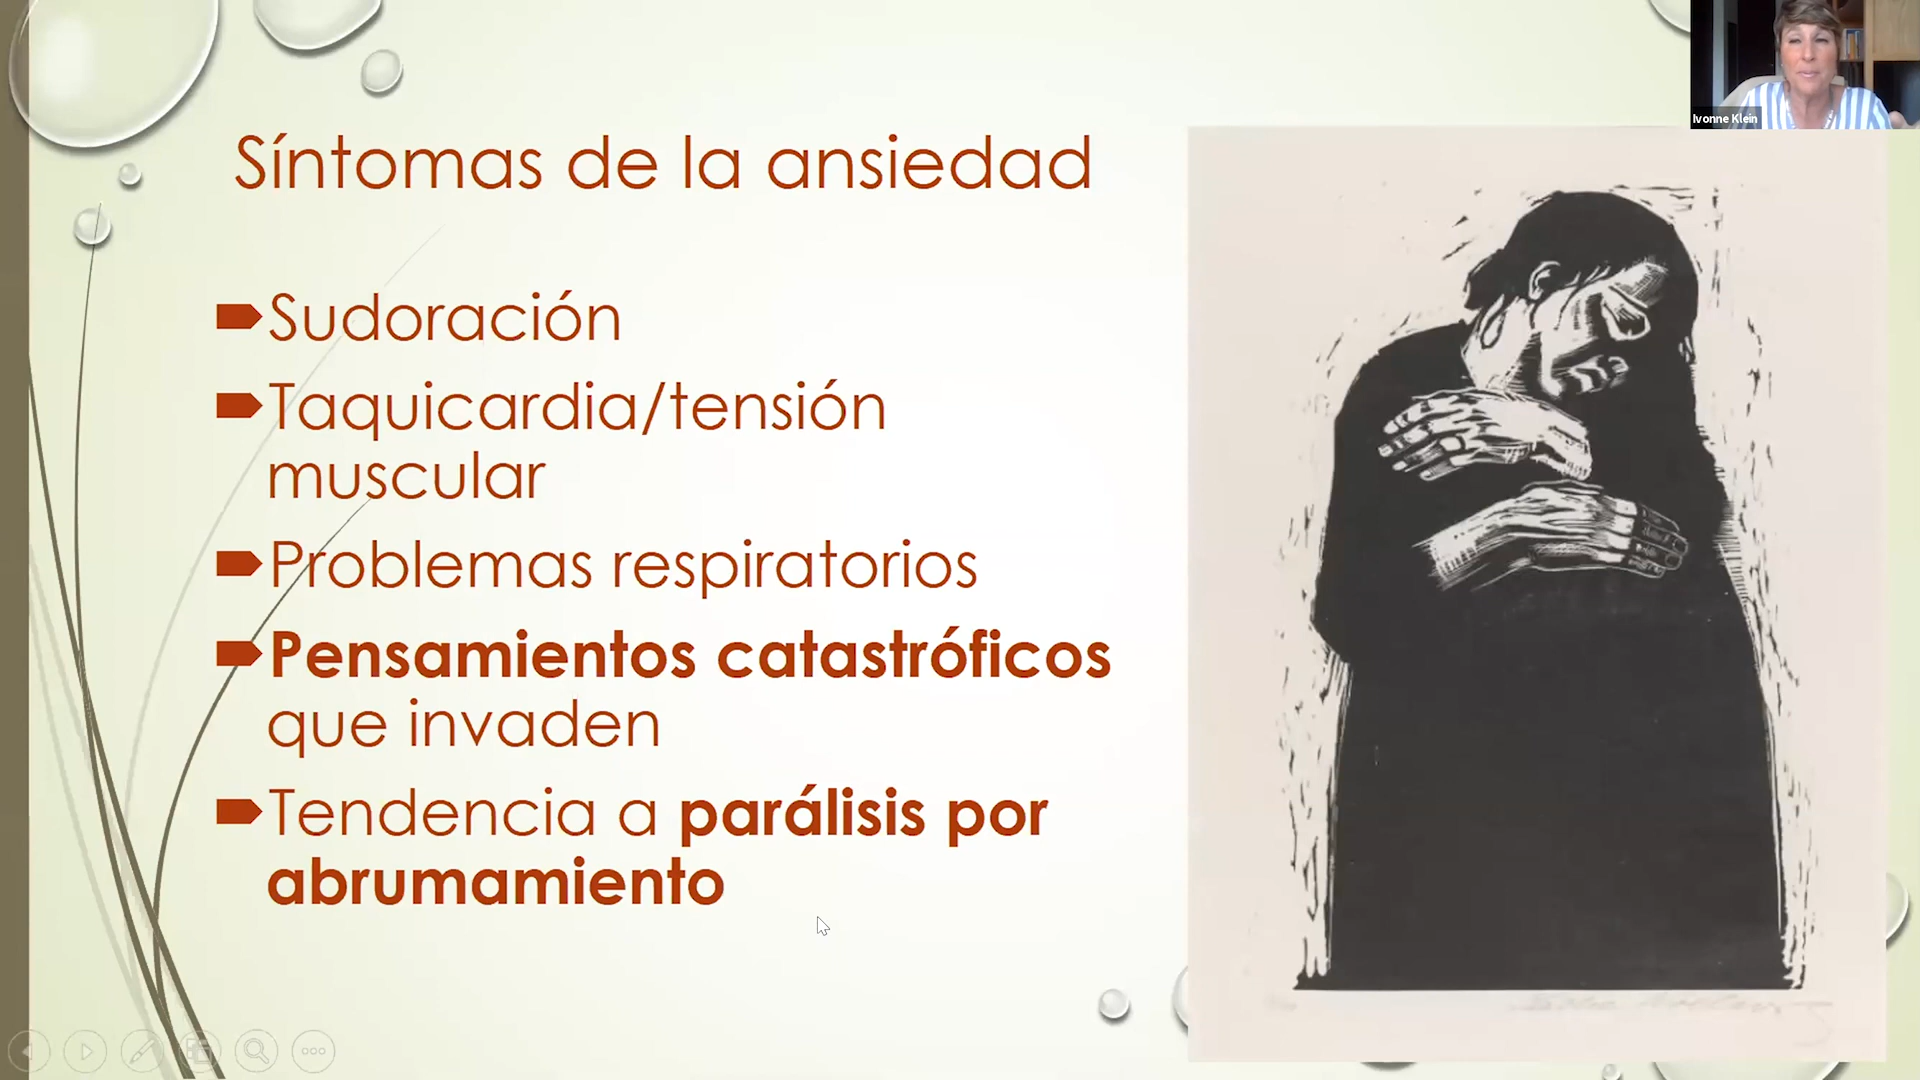 Ivonne Klein
Síntomas de la ansiedad
Sudoración
Taquicardia/tensión
muscular
Problemas respiratorios
Pensamientos catastróficos
que invaden
Tendencia a parálisis por
abrumamiento